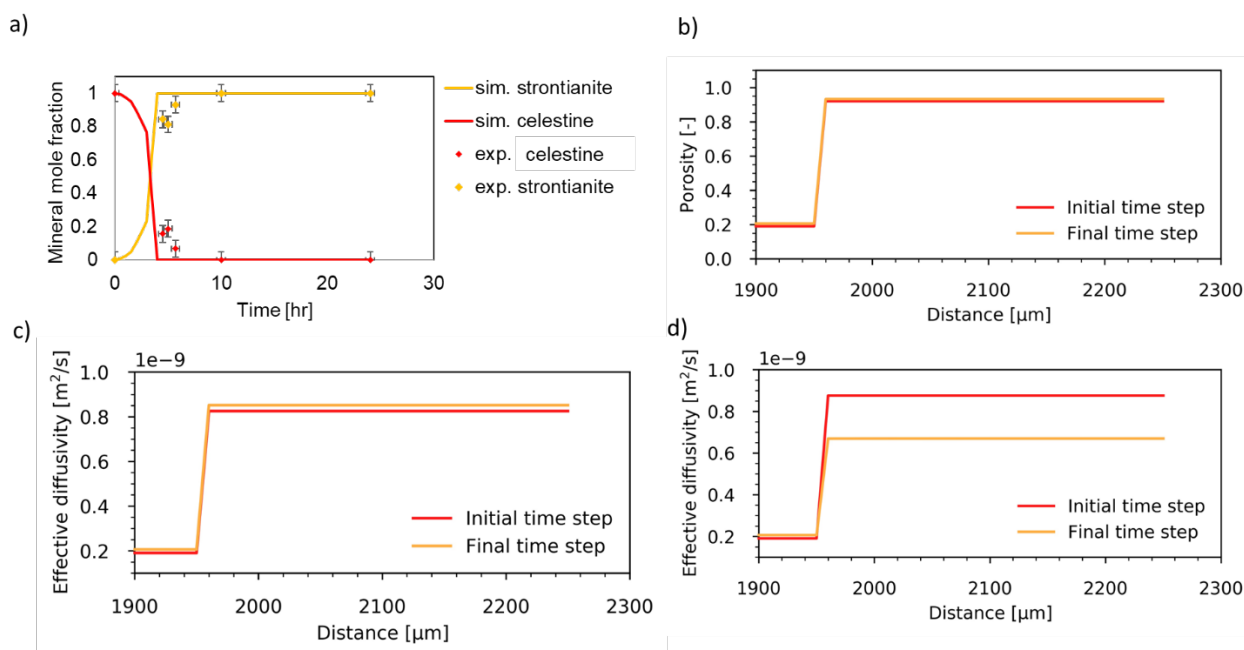 a)
Mineral mole fraction
1
0.8
0.6
0.4
0.2
0
0
10
20
30
Time [hr]
sim. strontianite
sim. celestine
exp. celestine
exp. strontianite
b)
Porosity [-]
1.0
0.8
0.6
0.4
0.2
0.0
1900
2000
2100
2200
2300
Distance [µm]
Initial time step
Final time step
c)
1e−9
Effective diffusivity [m²/s]
1.0
0.8
0.6
0.4
0.2
1900
2000
2100
2200
2300
Distance [µm]
Initial time step
Final time step
d)
1e−9
Effective diffusivity [m²/s]
1.0
0.8
0.6
0.4
0.2
1900
2000
2100
2200
2300
Distance [µm]
Initial time step
Final time step